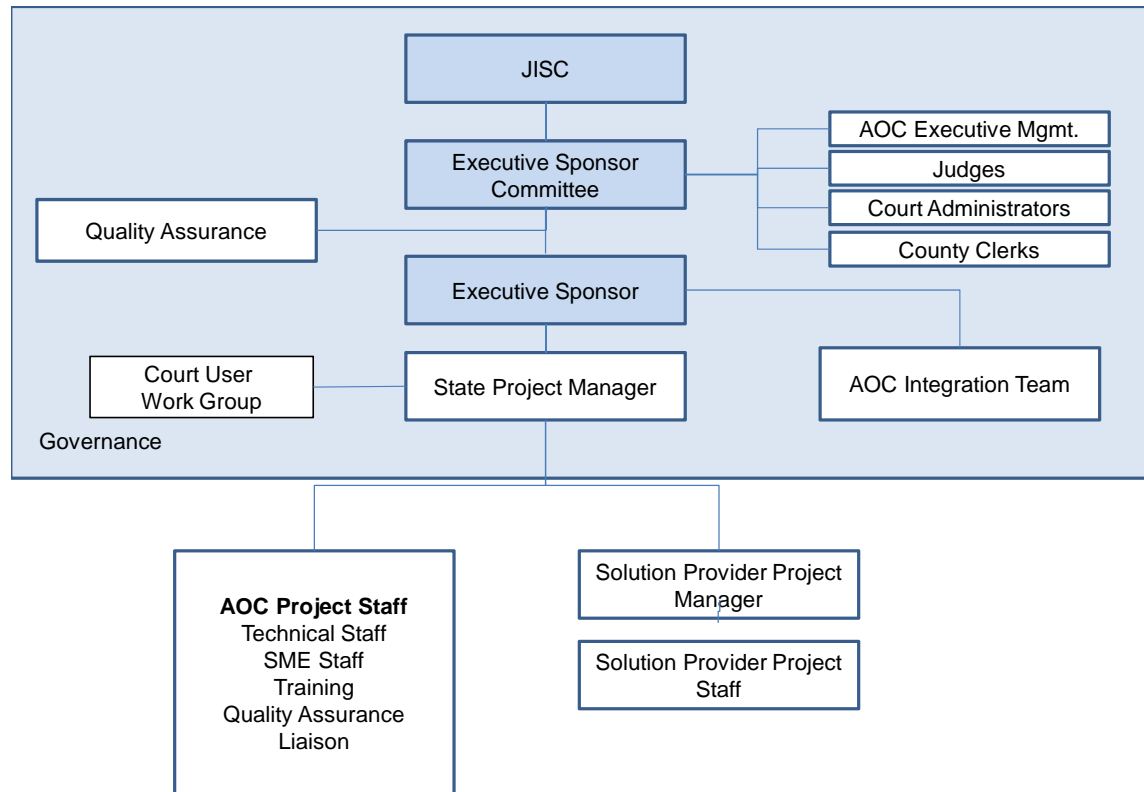 JISC
Executive Sponsor
Committee
AOC Executive Mgmt.
Judges
Court Administrators
County Clerks
Quality Assurance
Executive Sponsor
Court User
Work Group
State Project Manager
AOC Integration Team
Governance
AOC Project Staff
Technical Staff
SME Staff
Training
Quality Assurance
Liaison
Solution Provider Project
Manager
Solution Provider Project
Staff